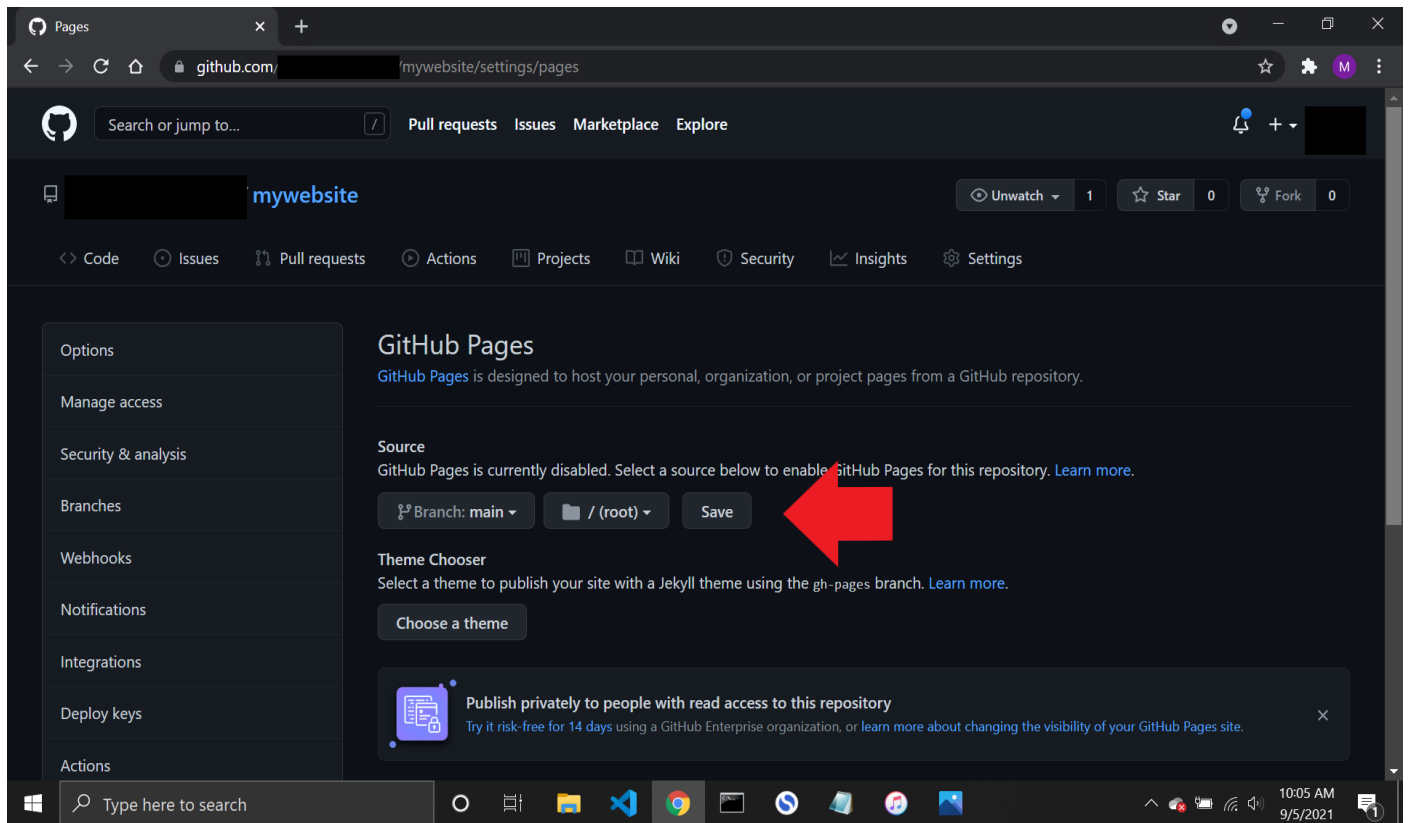 Pages
github.com/ /mywebsite/settings/pages
M
Search or jump to... /
Pull requests Issues Marketplace Explore
mywebsite
Unwatch 1 Star 0 Fork 0
Code Issues Pull requests Actions Projects Wiki Security Insights Settings
Options
Manage access
Security & analysis
Branches
Webhooks
Notifications
Integrations
Deploy keys
Actions
GitHub Pages
GitHub Pages is designed to host your personal, organization, or project pages from a GitHub repository.
Source
GitHub Pages is currently disabled. Select a source below to enable GitHub Pages for this repository. Learn more.
Branch: main / (root) Save
Theme Chooser
Select a theme to publish your site with a Jekyll theme using the gh-pages branch. Learn more.
Choose a theme
Publish privately to people with read access to this repository
Try it risk-free for 14 days using a GitHub Enterprise organization, or learn more about changing the visibility of your GitHub Pages site.
Type here to search
10:05 AM
9/5/2021
1